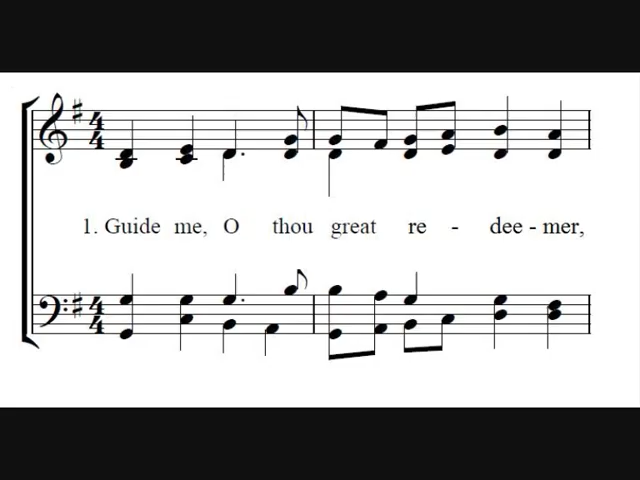 1. Guide me, O thou great re - dee - mer,